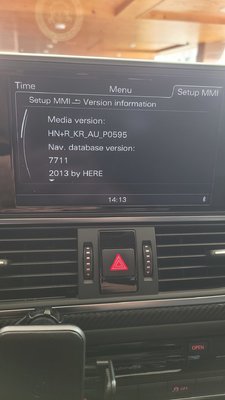 Time Menu Setup MMI
Setup MMI Version information
Media version:
HN+R_KR_AU_P0595
Nav. database version:
7711
2013 by HERE
14:13
OPEN